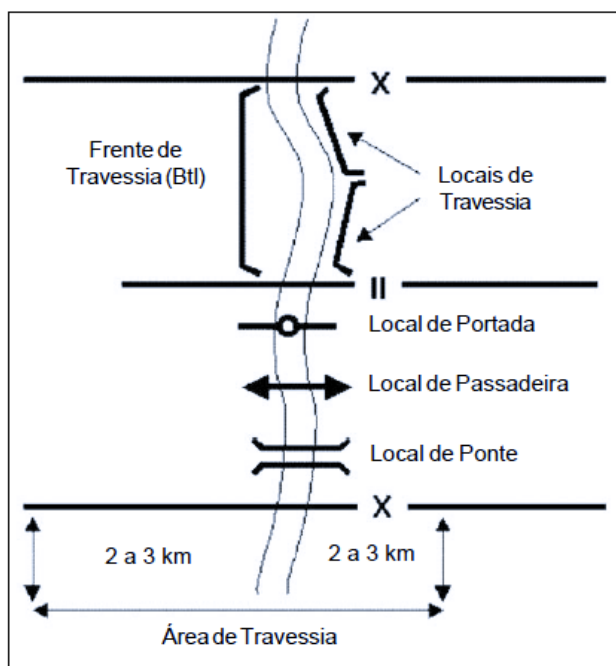 X
Frente de
Travessia (Btl)
Locais de
Travessia
II
Local de Portada
Local de Passadeira
Local de Ponte
X
2 a 3 km
2 a 3 km
Área de Travessia